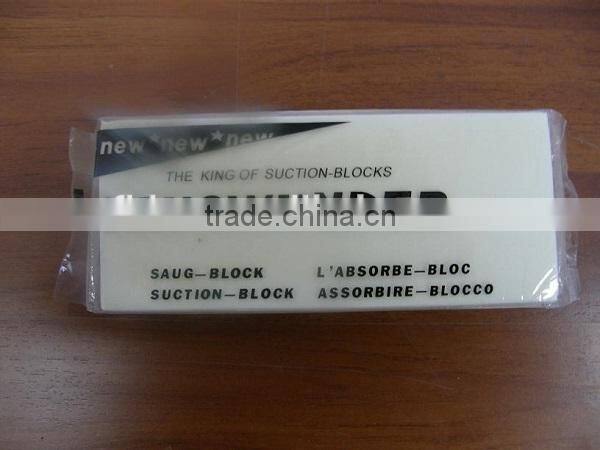 new*new*new
THE KING OF SUCTION-BLOCKS
trade.china.cn
SAUG-BLOCK L'ABSORBE-BLOC
SUCTION-BLOCK ASSORBIRE-BLOCCO